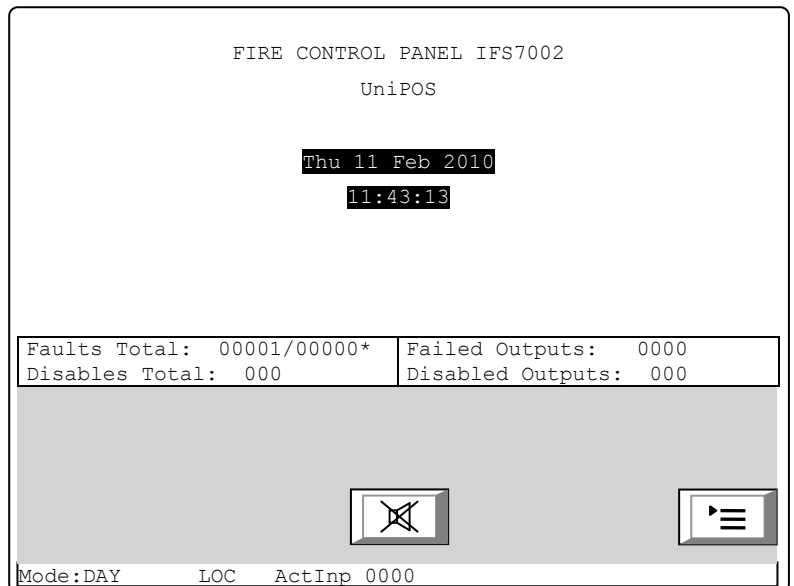 FIRE CONTROL PANEL IFS7002
UniPOS
Thu 11 Feb 2010
11:43:13
Faults Total: 00001/00000* Failed Outputs: 0000
Disables Total: 000 Disabled Outputs: 000
Mode:DAY LOC ActInp 0000